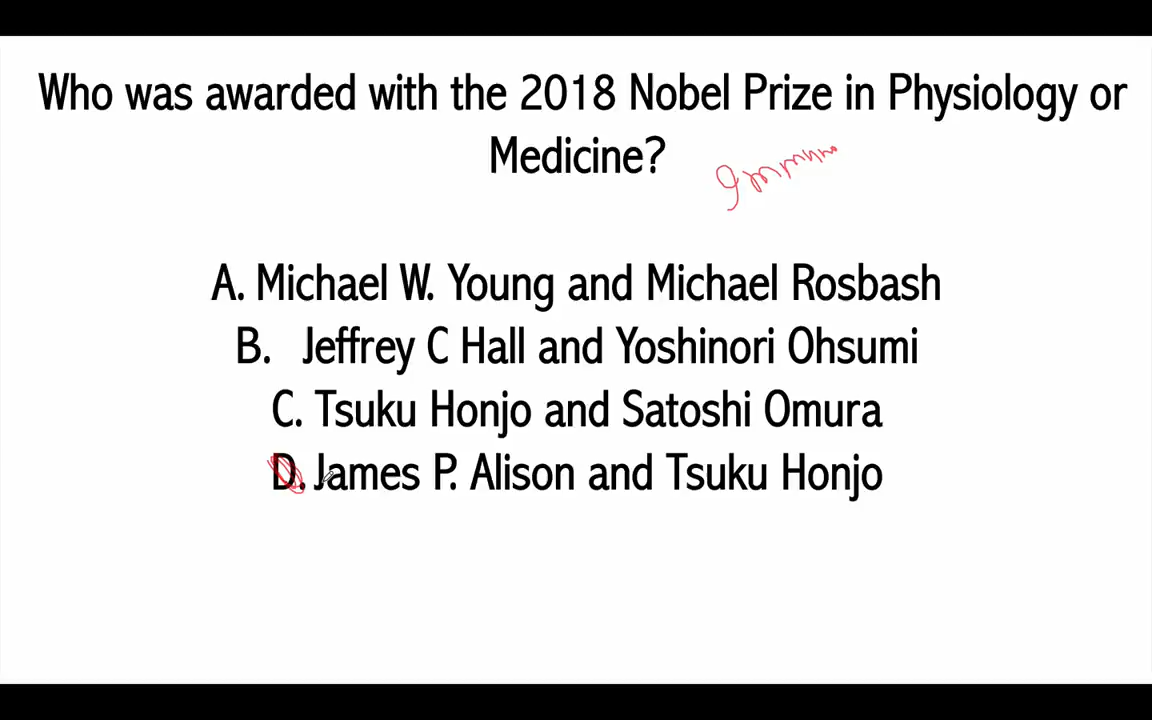 Who was awarded with the 2018 Nobel Prize in Physiology or
Medicine?
Immuno
A. Michael W. Young and Michael Rosbash
B. Jeffrey C Hall and Yoshinori Ohsumi
C. Tsuku Honjo and Satoshi Omura
D. James P. Alison and Tsuku Honjo